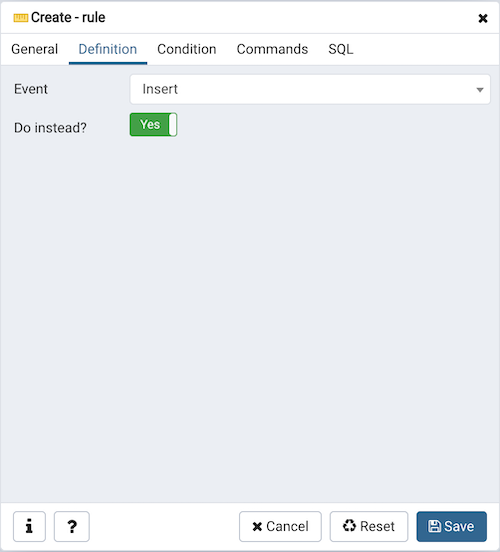 Create - rule
General Definition Condition Commands SQL
Event Insert
Do instead? Yes
i ? Cancel Reset Save